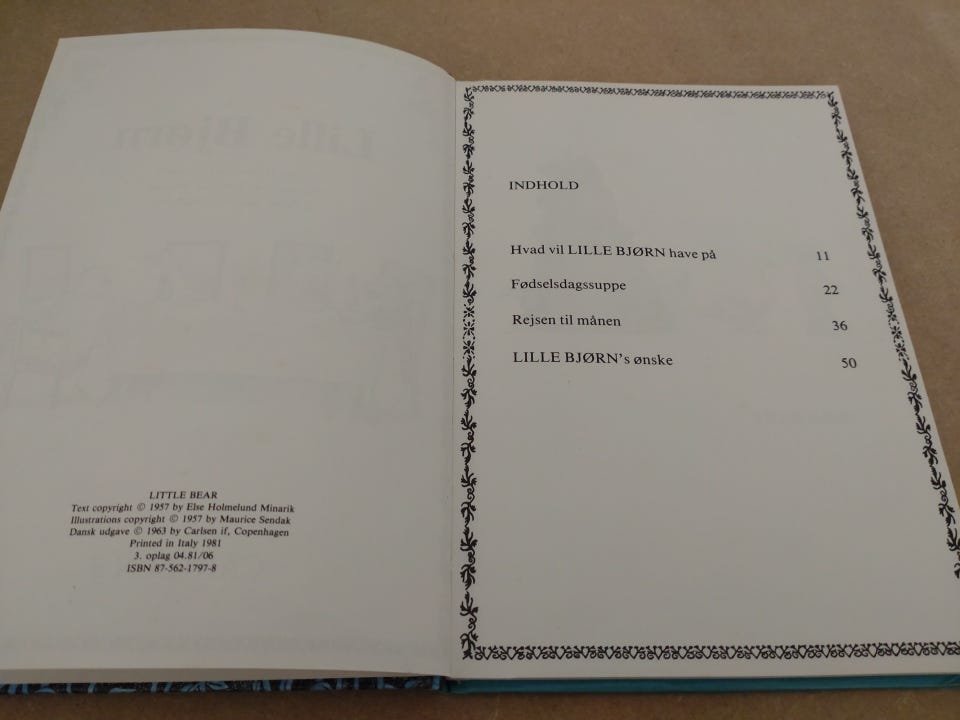 LITTLE BEAR
Text copyright © 1957 by Else Holmelund Minarik
Illustrations copyright © 1957 by Maurice Sendak
Dansk udgave © 1963 by Carlsen if, Copenhagen
Printed in Italy 1981
3. oplag 04.81/06
ISBN 87-562-1797-8
INDHOLD
Hvad vil LILLE BJØRN have på 11
Fødselsdagssuppe 22
Rejsen til månen 36
LILLE BJØRN's ønske 50